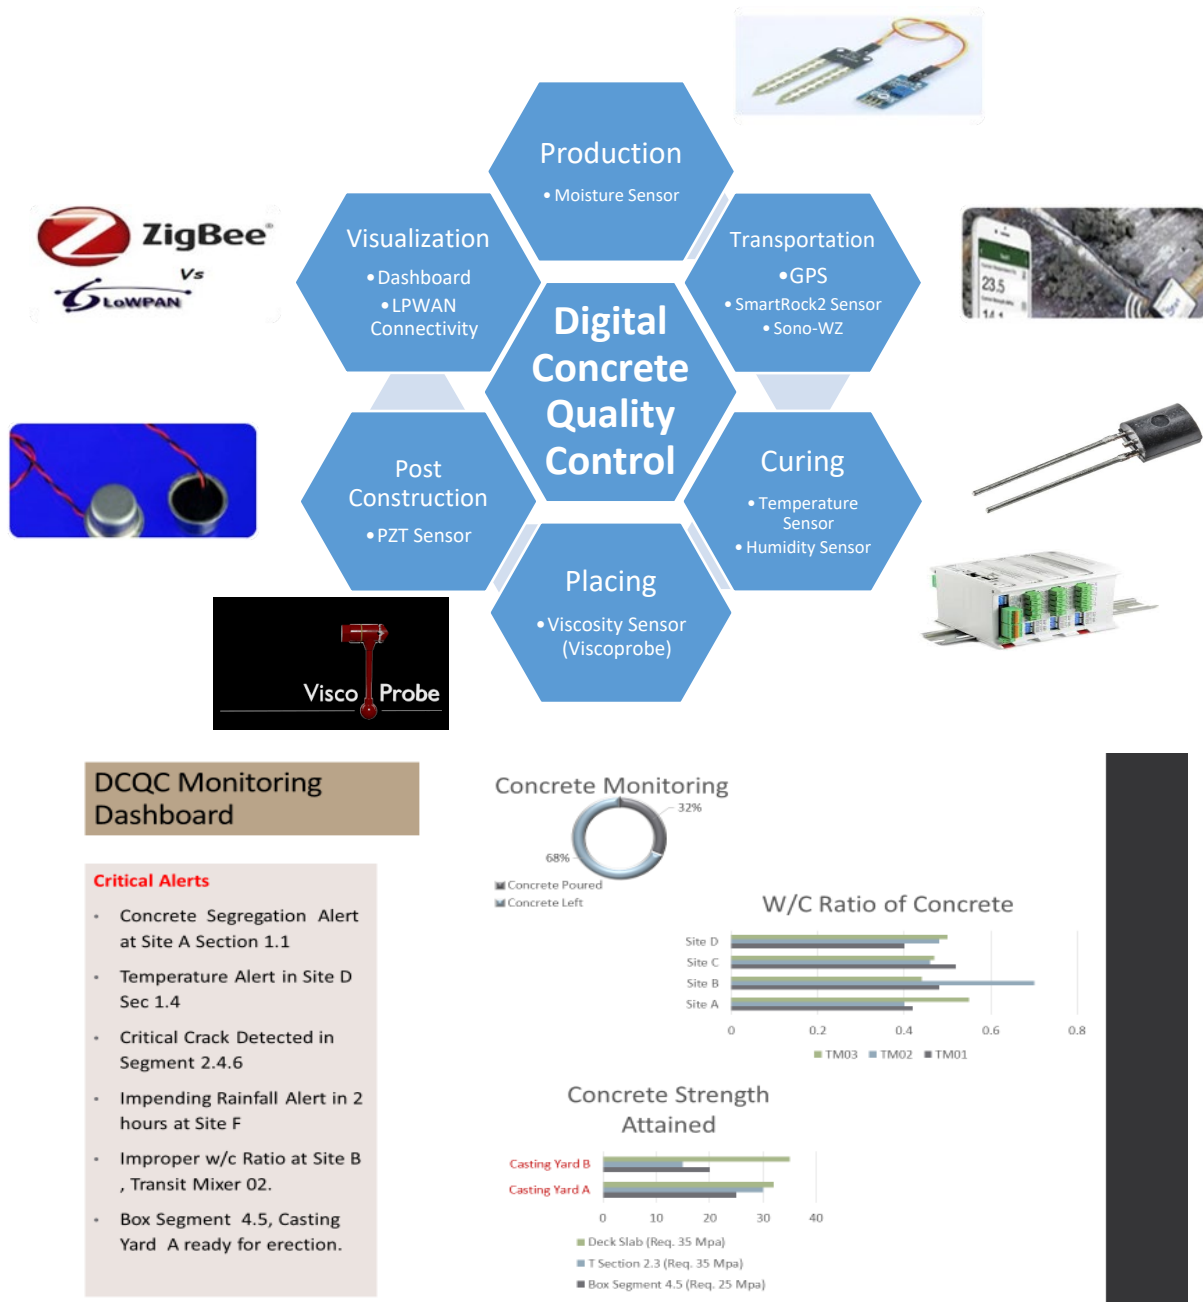 Production
• Moisture Sensor
Visualization
• Dashboard
• LPWAN
Connectivity
Transportation
• GPS
• SmartRock2 Sensor
• Sono-WZ
Digital
Concrete
Quality
Control
Post
Construction
• PZT Sensor
Curing
• Temperature
Sensor
• Humidity Sensor
Placing
• Viscosity Sensor
(Viscoprobe)
ZigBee®
Vs
LoWPAN
23.5
Visco Probe
DCQC Monitoring
Dashboard
Critical Alerts
• Concrete Segregation Alert
at Site A Section 1.1
• Temperature Alert in Site D
Sec 1.4
• Critical Crack Detected in
Segment 2.4.6
• Impending Rainfall Alert in 2
hours at Site F
• Improper w/c Ratio at Site B
, Transit Mixer 02.
• Box Segment 4.5, Casting
Yard A ready for erection.
Concrete Monitoring
32%
68%
Concrete Poured
Concrete Left
W/C Ratio of Concrete
Site D
Site C
Site B
Site A
0 0.2 0.4 0.6 0.8
TM03 TM02 TM01
Concrete Strength
Attained
Casting Yard B
Casting Yard A
0 10 20 30 40
Deck Slab (Req. 35 Mpa)
T Section 2.3 (Req. 35 Mpa)
Box Segment 4.5 (Req. 25 Mpa)